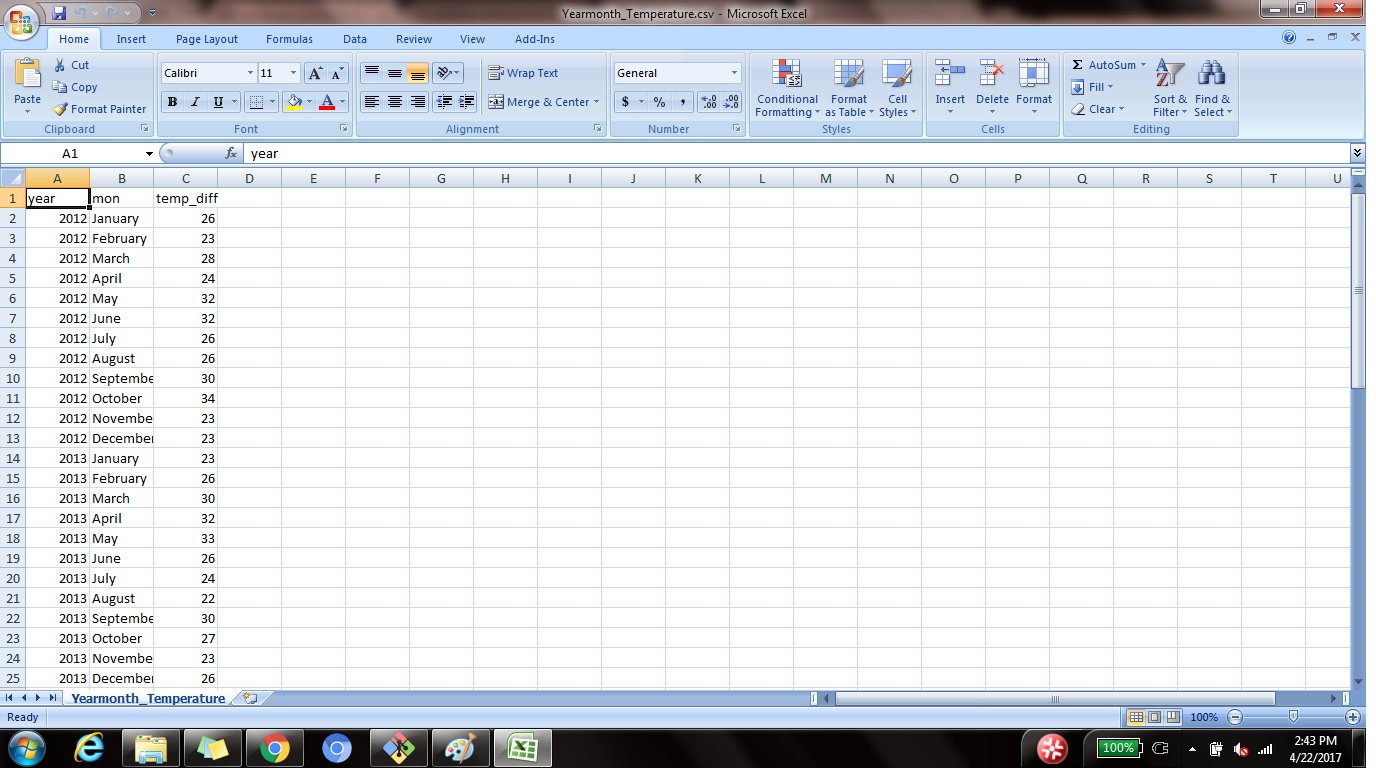 Yearmonth_Temperature.csv - Microsoft Excel
Home Insert Page Layout Formulas Data Review View Add-Ins
Paste Cut Copy Format Painter Clipboard
Calibri 11 B I U Font
Wrap Text Merge & Center Alignment
General $ % , .00 .00 Number
Conditional Formatting Format as Table Cell Styles Styles
Insert Delete Format Cells
Σ AutoSum Fill Clear Sort & Filter Find & Select Editing
A1 fx year
A B C D E F G H I J K L M N O P Q R S T U
1 year mon temp_diff
2 2012 January 26
3 2012 February 23
4 2012 March 28
5 2012 April 24
6 2012 May 32
7 2012 June 32
8 2012 July 26
9 2012 August 26
10 2012 Septembe 30
11 2012 October 34
12 2012 Novembe 23
13 2012 December 23
14 2013 January 23
15 2013 February 26
16 2013 March 30
17 2013 April 32
18 2013 May 33
19 2013 June 26
20 2013 July 24
21 2013 August 22
22 2013 Septembe 30
23 2013 October 27
24 2013 Novembe 23
25 2013 December 26
Yearmonth_Temperature
Ready 100%
100% 2:43 PM
4/22/2017